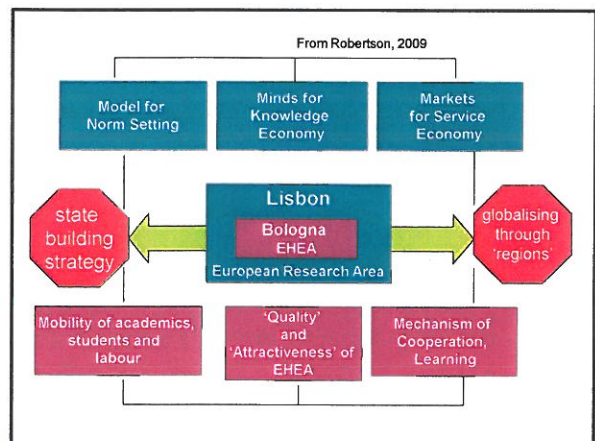 From Robertson, 2009
Model for
Norm Setting
Minds for
Knowledge
Economy
Markets
for Service
Economy
state
building
strategy
Lisbon
Bologna
EHEA
European Research Area
globalising
through
'regions'
Mobility of academics,
students and
labour
'Quality'
and
'Attractiveness' of
EHEA
Mechanism of
Cooperation,
Learning